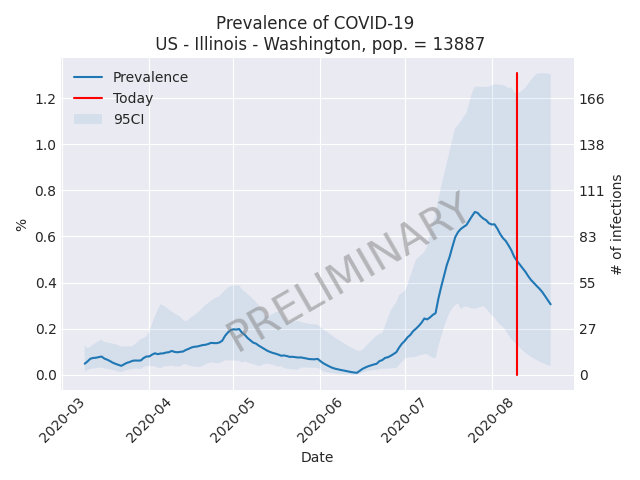 Prevalence of COVID-19
US - Illinois - Washington, pop. = 13887
Prevalence
Today
95CI
1.2
1.0
0.8
0.6
0.4
0.2
0.0
%
166
138
111
83
55
27
0
# of infections
PRELIMINARY
2020-03
2020-04
2020-05
2020-06
2020-07
2020-08
Date